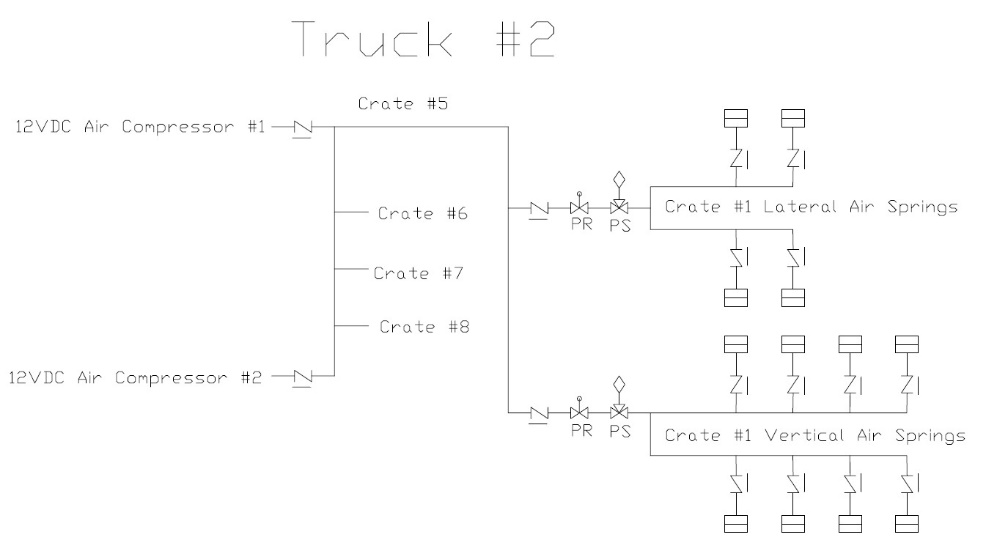 Truck #2
Crate #5
12VDC Air Compressor #1
Crate #6
Crate #1 Lateral Air Springs
PR PS
Crate #7
Crate #8
12VDC Air Compressor #2
PR PS
Crate #1 Vertical Air Springs